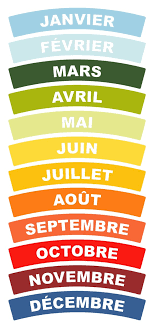 JANVIER
FÉVRIER
MARS
AVRIL
MAI
JUIN
JUILLET
AOÛT
SEPTEMBRE
OCTOBRE
NOVEMBRE
DÉCEMBRE